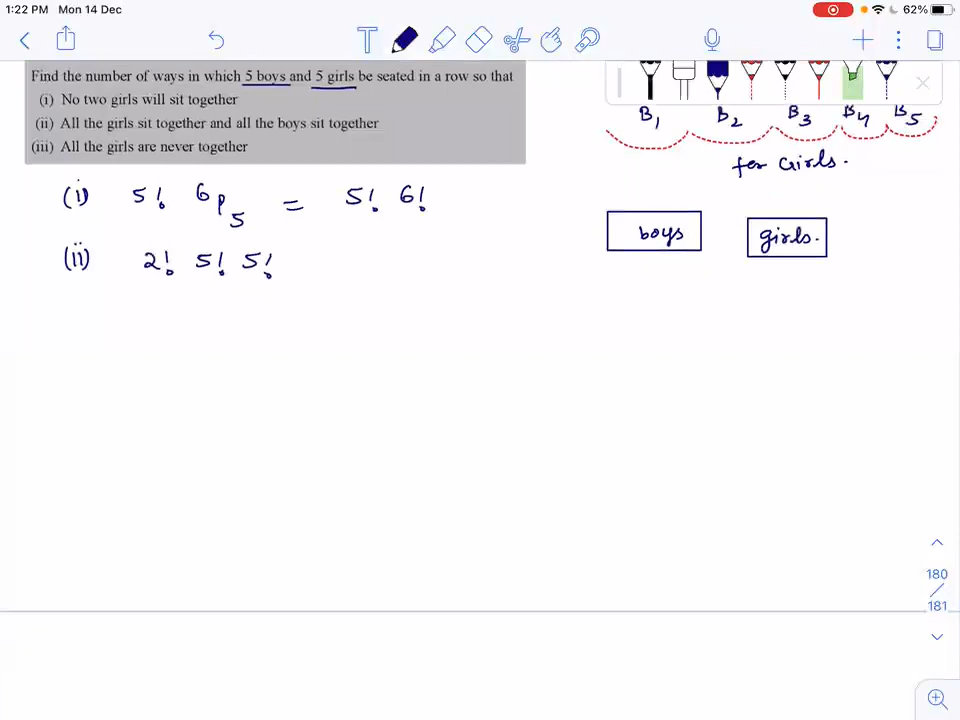 1:22 PM Mon 14 Dec
62%
Find the number of ways in which 5 boys and 5 girls be seated in a row so that
(i) No two girls will sit together
(ii) All the girls sit together and all the boys sit together
(iii) All the girls are never together
B1 B2 B3 B4 B5
for Girls.
(i) 5! 6P5 = 5! 6!
boys girls.
(ii) 2! 5! 5!
180
/
181